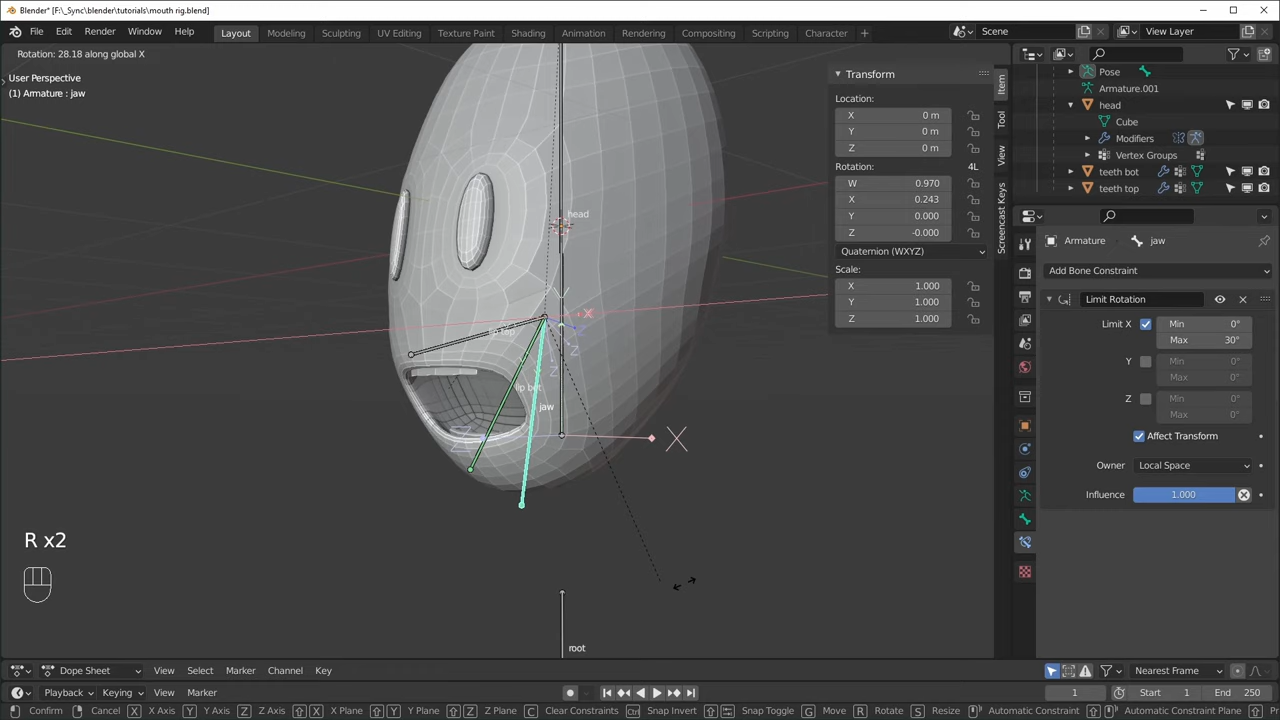 Blender* [F:\_Sync\blender\tutorials\mouth rig.blend]
File Edit Render Window Help Layout Modeling Sculpting UV Editing Texture Paint Shading Animation Rendering Compositing Scripting Character + Scene View Layer
Rotation: 28.18 along global X
User Perspective
(1) Armature : jaw
Transform
Location:
X 0 m
Y 0 m
Z 0 m
Rotation: 4L
W 0.970
X 0.243
Y 0.000
Z -0.000
Quaternion (WXYZ)
Scale:
X 1.000
Y 1.000
Z 1.000
Item
Tool
View
Screencast Keys
Pose
Armature.001
head
Cube
Modifiers
Vertex Groups
teeth bot
teeth top
Armature jaw
Add Bone Constraint
Limit Rotation
Limit X Min 0°
Max 30°
Y Min 0°
Max 0°
Z Min 0°
Max 0°
Affect Transform
Owner Local Space
Influence 1.000
head
X
Z
lip top
Z
lip bot
jaw
Z
X
root
R x2
Dope Sheet View Select Marker Channel Key Nearest Frame
Playback Keying View Marker 1 Start 1 End 250
Confirm Cancel X X Axis Y Y Axis Z Z Axis X X Plane Y Y Plane Z Z Plane C Clear Constraints Ctrl Snap Invert Snap Toggle G Move R Rotate S Resize Automatic Constraint Automatic Constraint Plane